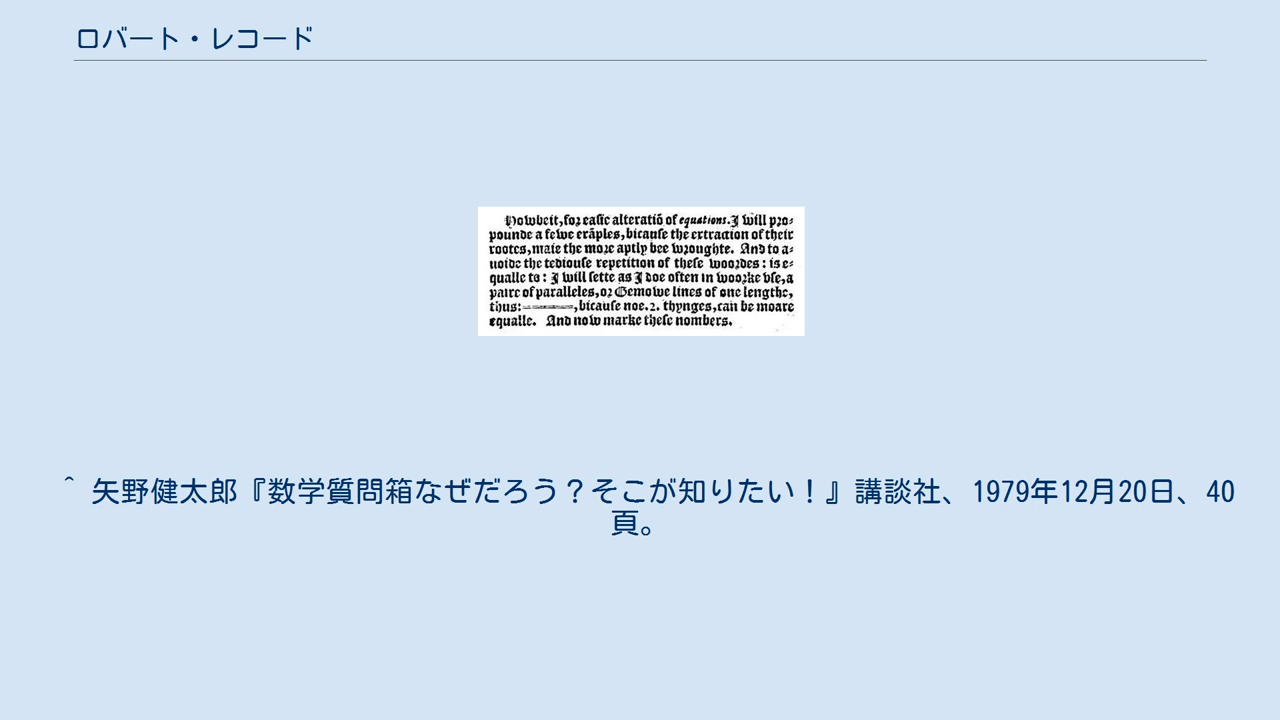 ロバート・レコード
Howbeit, for easie alteratiõ of equations. I will pro-
pounde a fewe exãples, bicause the extraction of their
rootes, maie the more aptly bee wroughte. And to a-
uoide the tediouse repetition of these woordes : is e-
qualle to : I will sette as I doe often in woorke vse, a
paire of paralleles, or Gemowe lines of one lengthe,
thus: =====, bicause noe .2. thynges, can be moare
equalle. And now marke these nombers.
^ 矢野健太郎『数学質問箱なぜだろう?そこが知りたい!』講談社、1979年12月20日、40
頁。